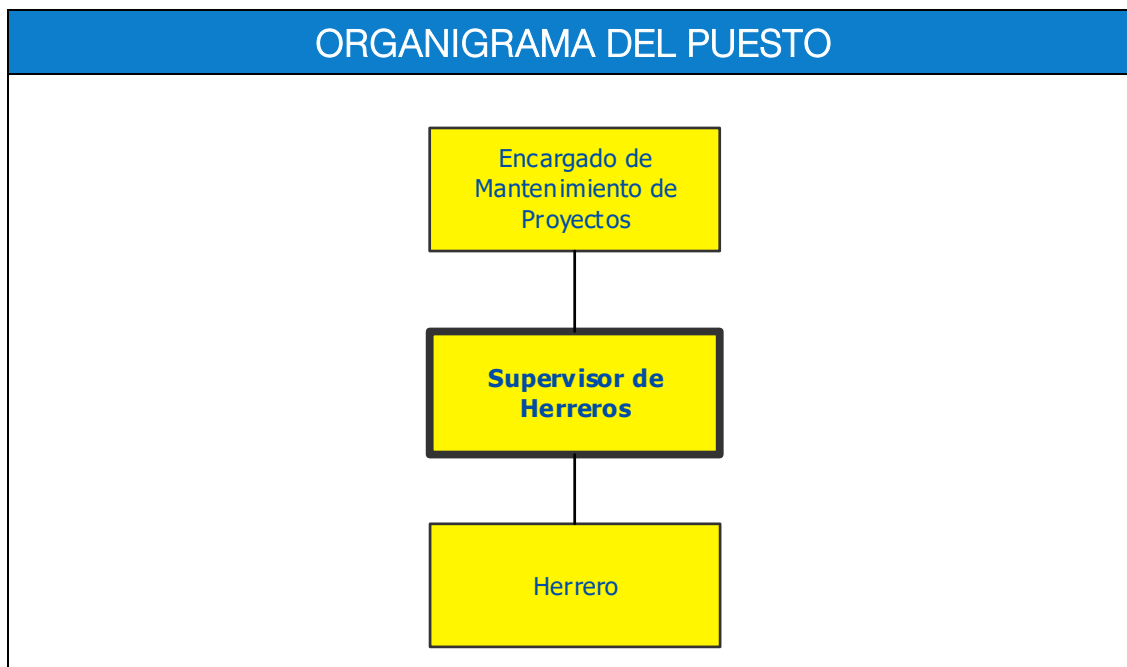 ORGANIGRAMA DEL PUESTO
Encargado de
Mantenimiento de
Proyectos
Supervisor de
Herreros
Herrero